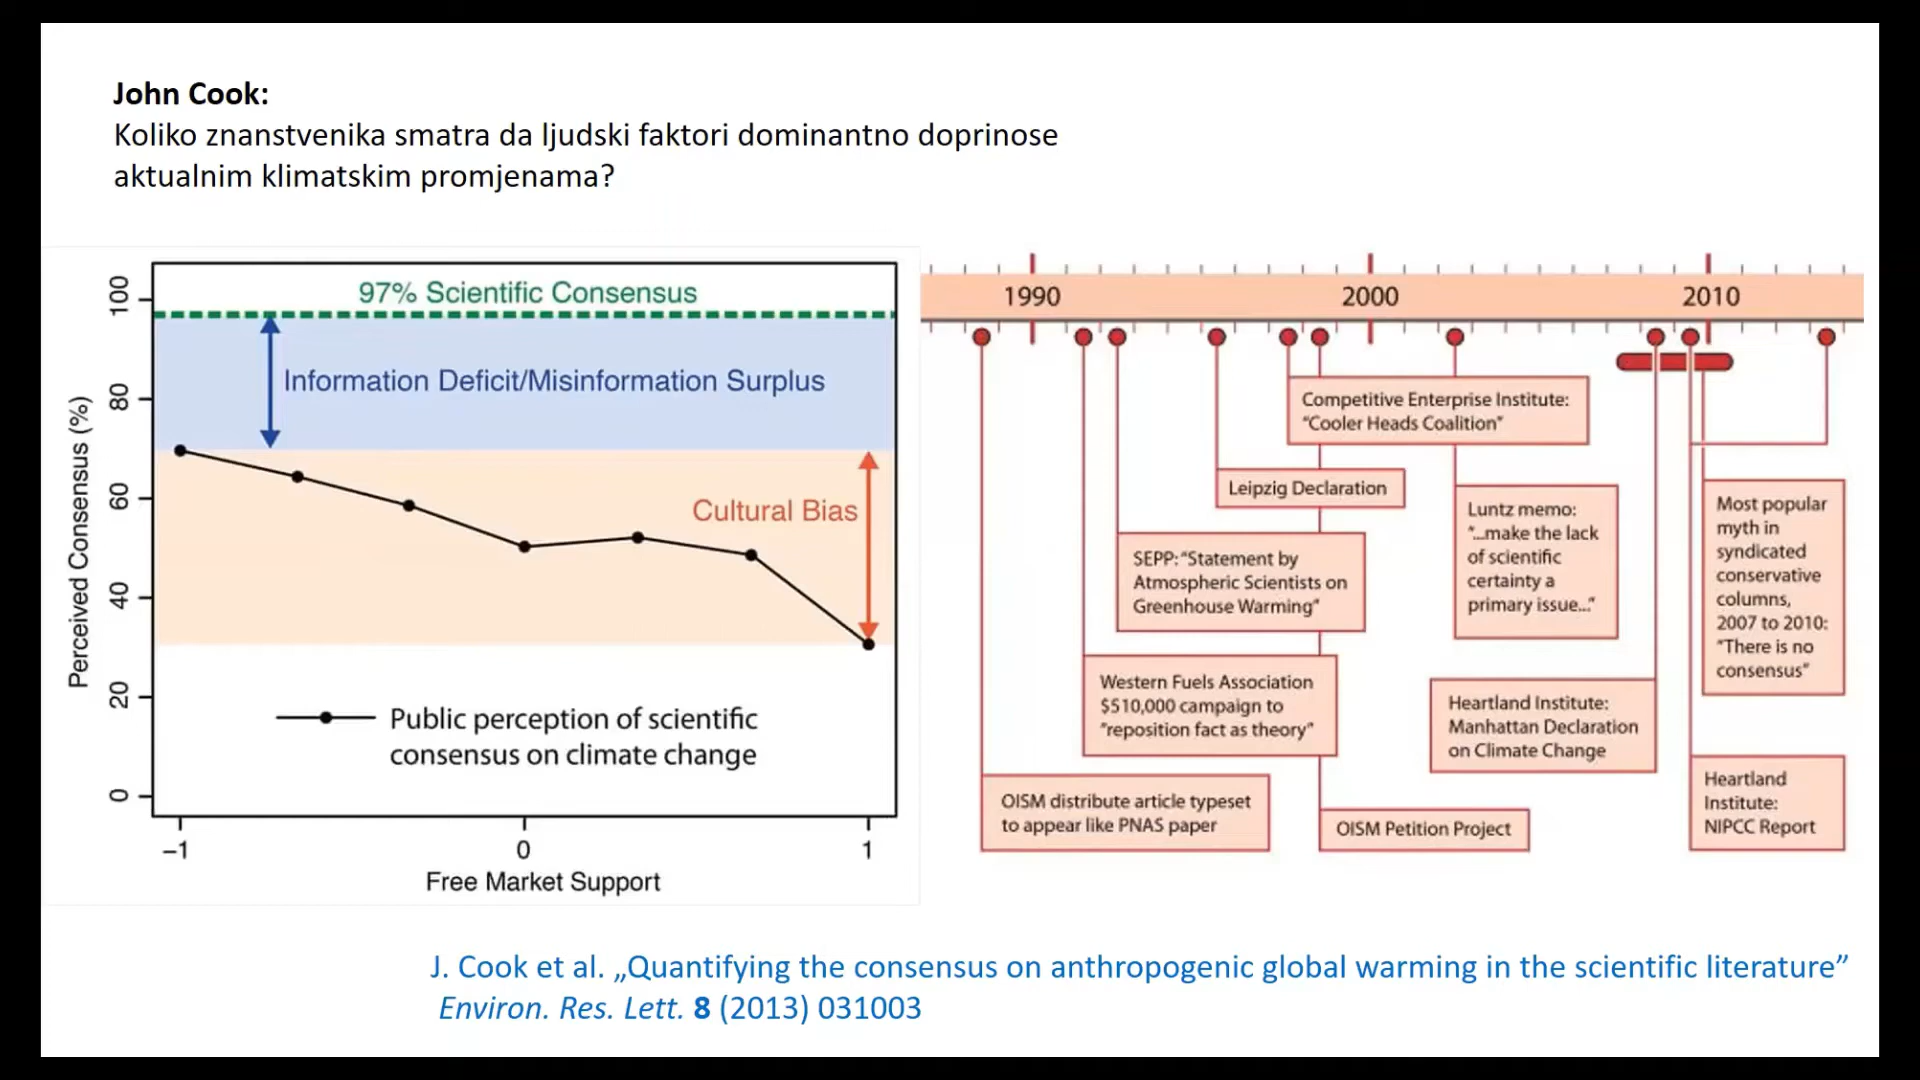 John Cook:
Koliko znanstvenika smatra da ljudski faktori dominantno doprinose
aktualnim klimatskim promjenama?
Perceived Consensus (%)
100
80
60
40
20
0
97% Scientific Consensus
Information Deficit/Misinformation Surplus
Cultural Bias
Public perception of scientific
consensus on climate change
−1
0
1
Free Market Support
1990
2000
2010
Competitive Enterprise Institute:
“Cooler Heads Coalition”
Leipzig Declaration
SEPP: “Statement by
Atmospheric Scientists on
Greenhouse Warming”
Luntz memo:
“...make the lack
of scientific
certainty a
primary issue...”
Most popular
myth in
syndicated
conservative
columns,
2007 to 2010:
“There is no
consensus”
Western Fuels Association
$510,000 campaign to
“reposition fact as theory”
Heartland Institute:
Manhattan Declaration
on Climate Change
OISM distribute article typeset
to appear like PNAS paper
OISM Petition Project
Heartland
Institute:
NIPCC Report
J. Cook et al. „Quantifying the consensus on anthropogenic global warming in the scientific literature”
Environ. Res. Lett. 8 (2013) 031003